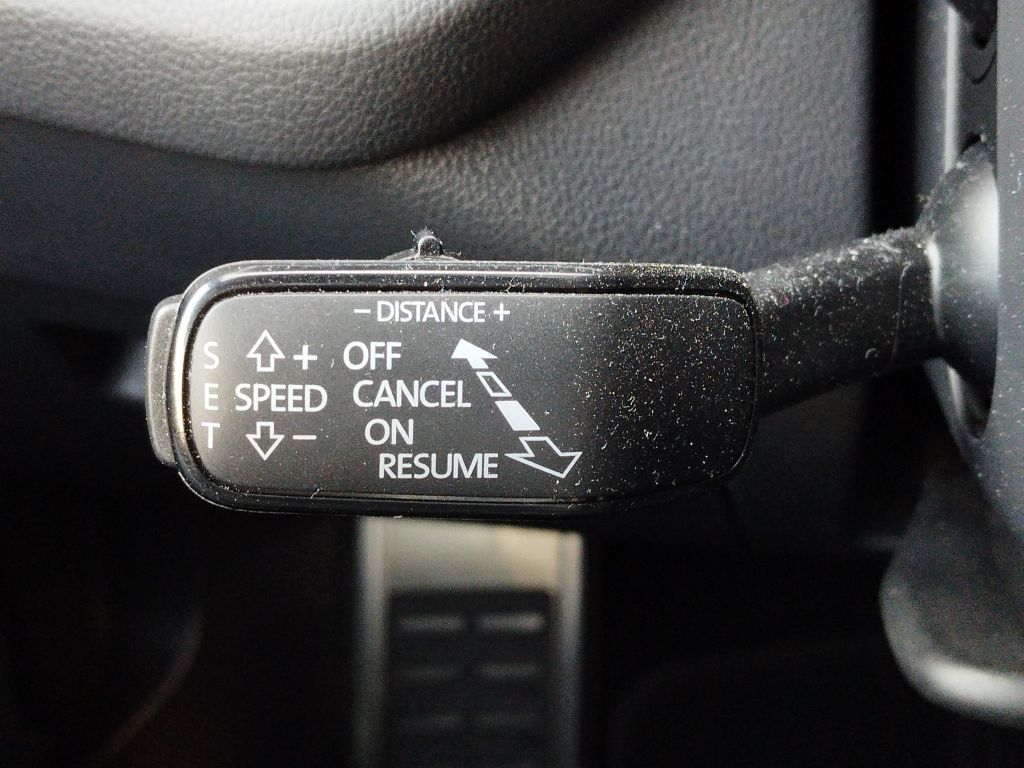 − DISTANCE +
S + OFF
E SPEED CANCEL
T − ON
RESUME